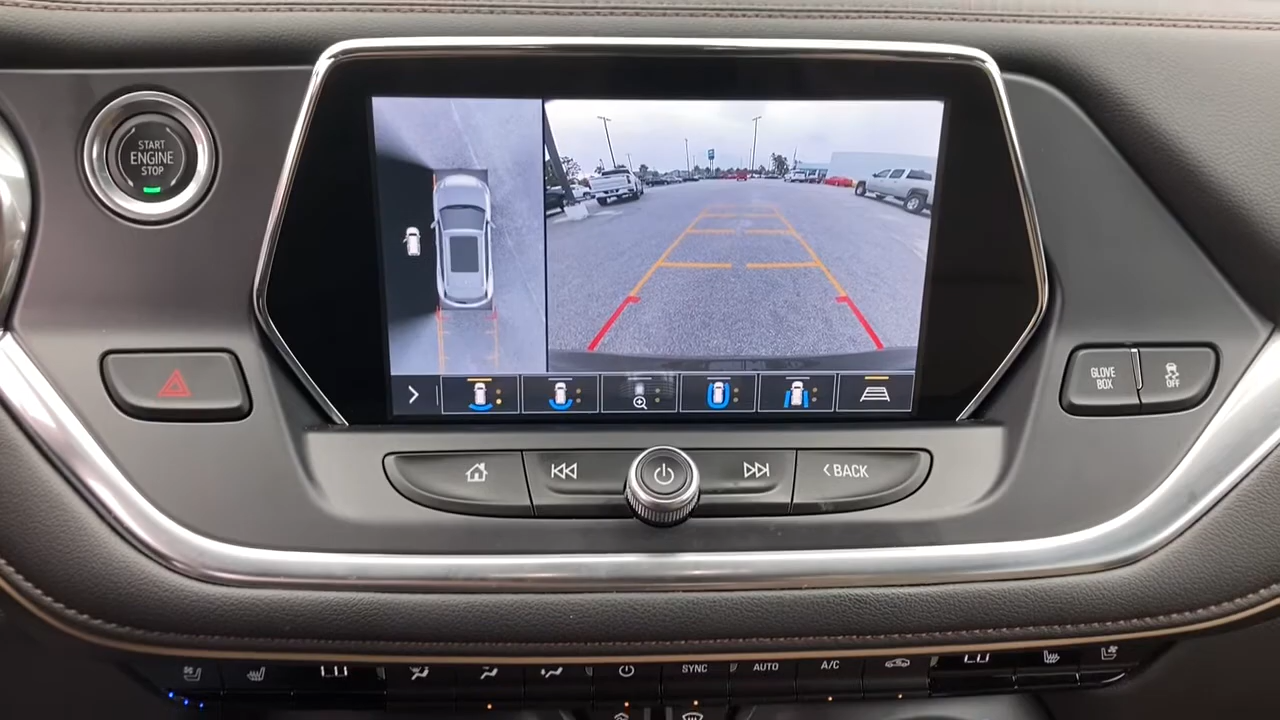 START
ENGINE
STOP
GLOVE
BOX
OFF
BACK
SYNC
AUTO
A/C